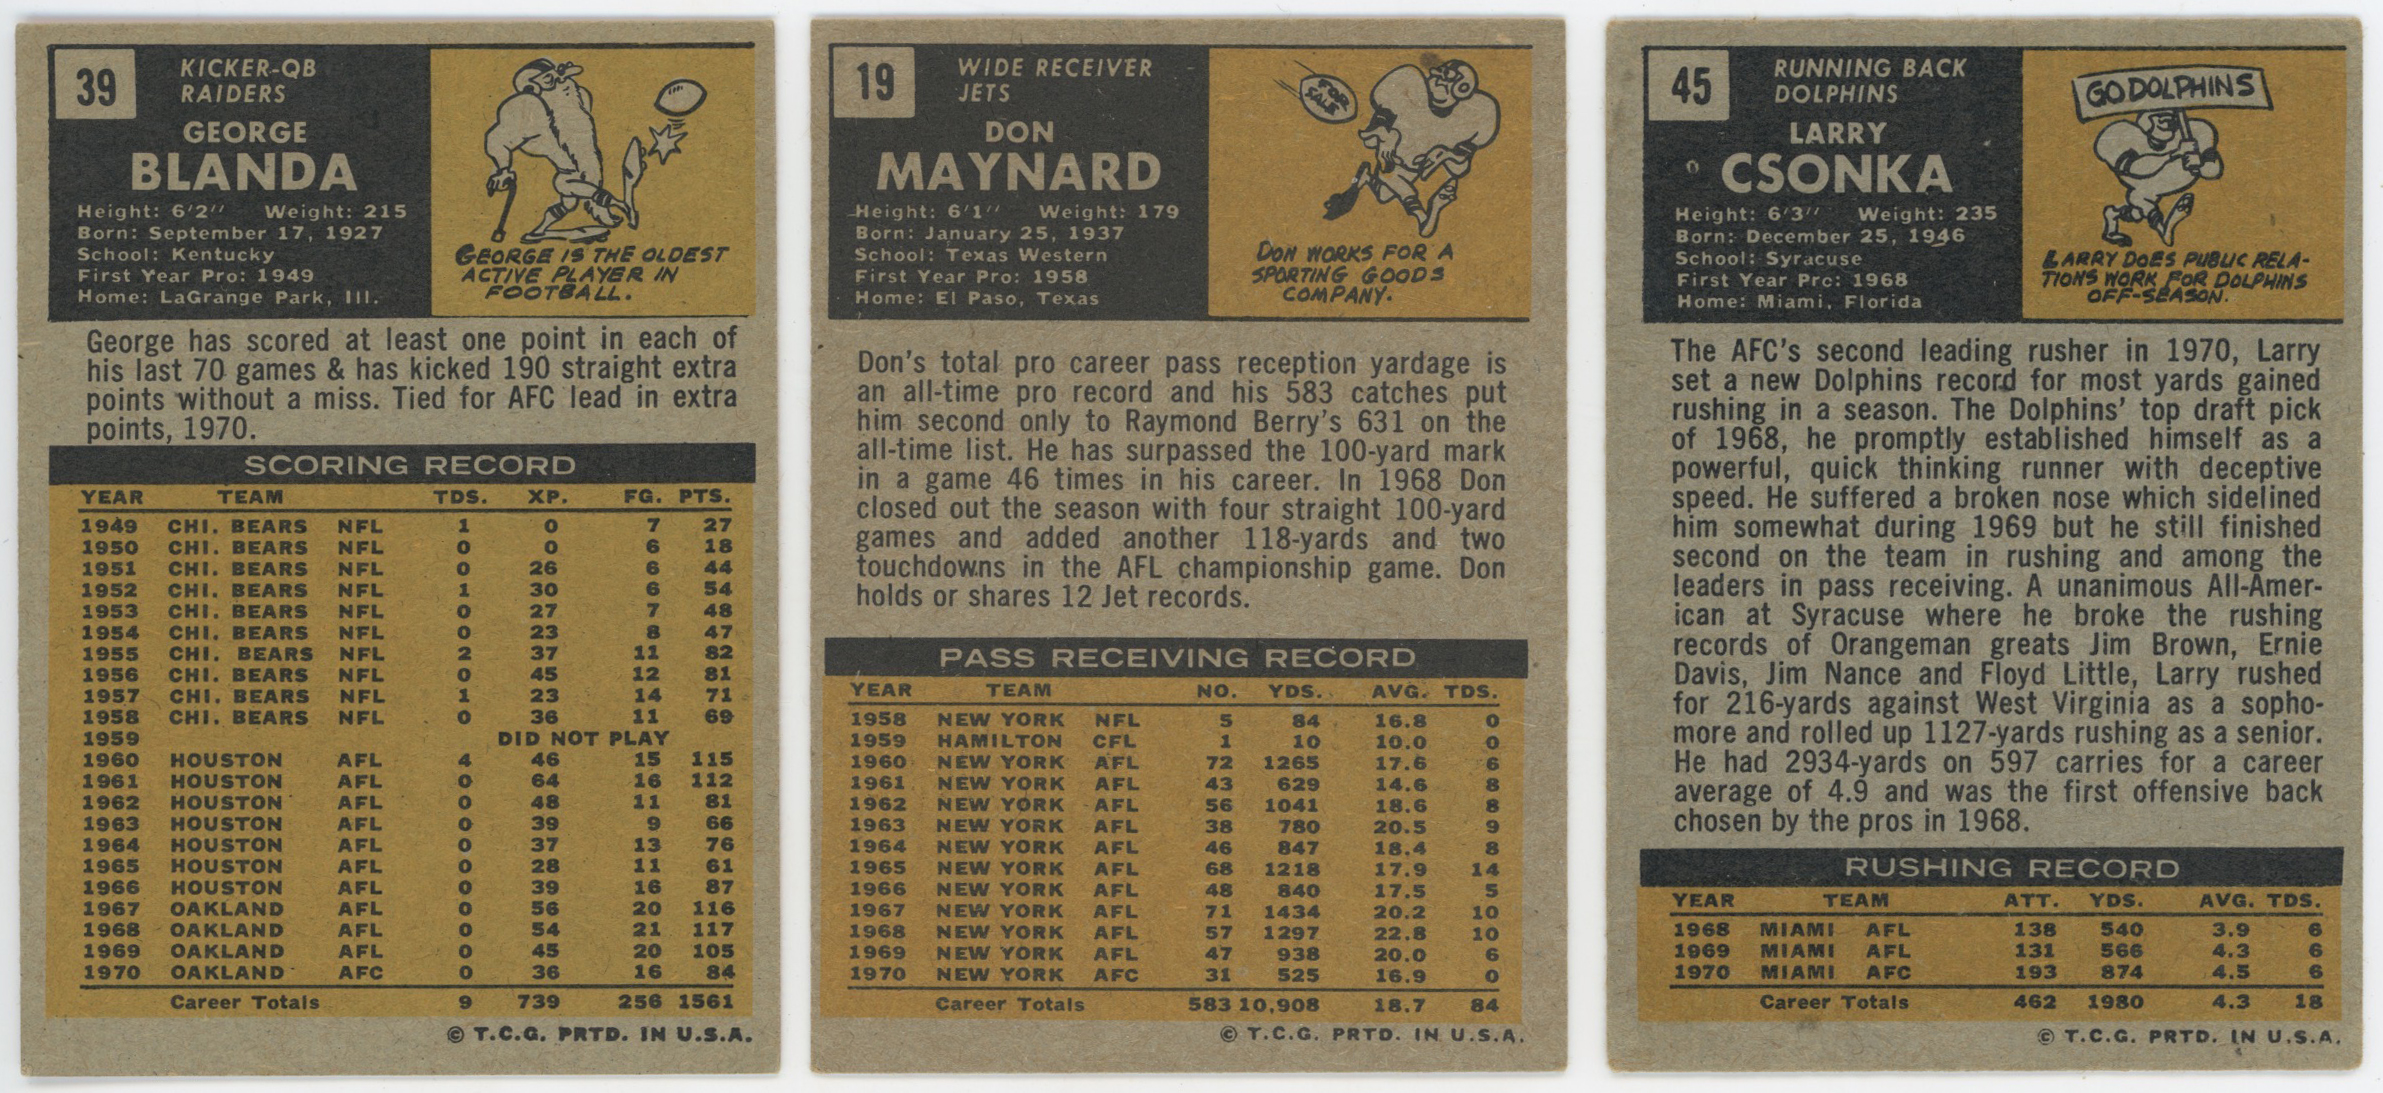 39
KICKER-QB
RAIDERS
GEORGE
BLANDA
Height: 6'2" Weight: 215
Born: September 17, 1927
School: Kentucky
First Year Pro: 1949
Home: LaGrange Park, Ill.
GEORGE IS THE OLDEST
ACTIVE PLAYER IN
FOOTBALL.
George has scored at least one point in each of
his last 70 games & has kicked 190 straight extra
points without a miss. Tied for AFC lead in extra
points, 1970.
SCORING RECORD
YEAR TEAM TDS. XP. FG. PTS.
1949 CHI. BEARS NFL 1 0 7 27
1950 CHI. BEARS NFL 0 0 6 18
1951 CHI. BEARS NFL 0 26 6 44
1952 CHI. BEARS NFL 1 30 6 54
1953 CHI. BEARS NFL 0 27 7 48
1954 CHI. BEARS NFL 0 23 8 47
1955 CHI. BEARS NFL 2 37 11 82
1956 CHI. BEARS NFL 0 45 12 81
1957 CHI. BEARS NFL 1 23 14 71
1958 CHI. BEARS NFL 0 36 11 69
1959 DID NOT PLAY
1960 HOUSTON AFL 4 46 15 115
1961 HOUSTON AFL 0 64 16 112
1962 HOUSTON AFL 0 48 11 81
1963 HOUSTON AFL 0 39 9 66
1964 HOUSTON AFL 0 37 13 76
1965 HOUSTON AFL 0 28 11 61
1966 HOUSTON AFL 0 39 16 87
1967 OAKLAND AFL 0 56 20 116
1968 OAKLAND AFL 0 54 21 117
1969 OAKLAND AFL 0 45 20 105
1970 OAKLAND AFC 0 36 16 84
Career Totals 9 739 256 1561
© T.C.G. PRTD. IN U.S.A.
19
WIDE RECEIVER
JETS
DON
MAYNARD
Height: 6'1" Weight: 179
Born: January 25, 1937
School: Texas Western
First Year Pro: 1958
Home: El Paso, Texas
FOR
SALE
DON WORKS FOR A
SPORTING GOODS
COMPANY.
Don's total pro career pass reception yardage is
an all-time pro record and his 583 catches put
him second only to Raymond Berry's 631 on the
all-time list. He has surpassed the 100-yard mark
in a game 46 times in his career. In 1968 Don
closed out the season with four straight 100-yard
games and added another 118-yards and two
touchdowns in the AFL championship game. Don
holds or shares 12 Jet records.
PASS RECEIVING RECORD
YEAR TEAM NO. YDS. AVG. TDS.
1958 NEW YORK NFL 5 84 16.8 0
1959 HAMILTON CFL 1 10 10.0 0
1960 NEW YORK AFL 72 1265 17.6 6
1961 NEW YORK AFL 43 629 14.6 8
1962 NEW YORK AFL 56 1041 18.6 8
1963 NEW YORK AFL 38 780 20.5 9
1964 NEW YORK AFL 46 847 18.4 8
1965 NEW YORK AFL 68 1218 17.9 14
1966 NEW YORK AFL 48 840 17.5 5
1967 NEW YORK AFL 71 1434 20.2 10
1968 NEW YORK AFL 57 1297 22.8 10
1969 NEW YORK AFL 47 938 20.0 6
1970 NEW YORK AFC 31 525 16.9 0
Career Totals 583 10,908 18.7 84
© T.C.G. PRTD. IN U.S.A.
45
RUNNING BACK
DOLPHINS
LARRY
CSONKA
Height: 6'3" Weight: 235
Born: December 25, 1946
School: Syracuse
First Year Pro: 1968
Home: Miami, Florida
GO DOLPHINS
LARRY DOES PUBLIC RELA-
TIONS WORK FOR DOLPHINS
OFF-SEASON.
The AFC's second leading rusher in 1970, Larry
set a new Dolphins record for most yards gained
rushing in a season. The Dolphins' top draft pick
of 1968, he promptly established himself as a
powerful, quick thinking runner with deceptive
speed. He suffered a broken nose which sidelined
him somewhat during 1969 but he still finished
second on the team in rushing and among the
leaders in pass receiving. A unanimous All-Amer-
ican at Syracuse where he broke the rushing
records of Orangeman greats Jim Brown, Ernie
Davis, Jim Nance and Floyd Little, Larry rushed
for 216-yards against West Virginia as a sopho-
more and rolled up 1127-yards rushing as a senior.
He had 2934-yards on 597 carries for a career
average of 4.9 and was the first offensive back
chosen by the pros in 1968.
RUSHING RECORD
YEAR TEAM ATT. YDS. AVG. TDS.
1968 MIAMI AFL 138 540 3.9 6
1969 MIAMI AFL 131 566 4.3 6
1970 MIAMI AFC 193 874 4.5 6
Career Totals 462 1980 4.3 18
© T.C.G. PRTD. IN U.S.A.